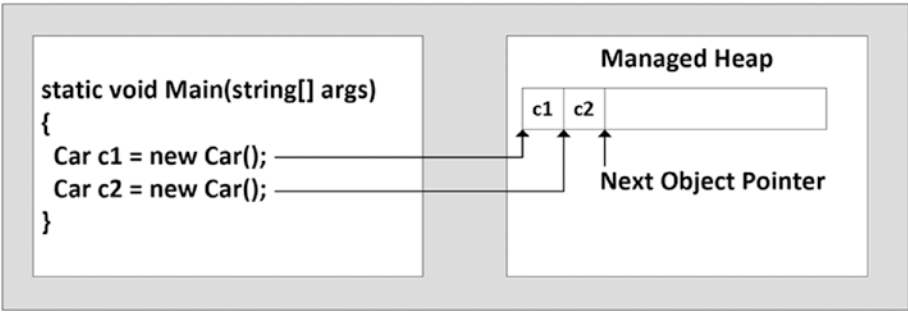 static void Main(string[] args)
{
Car c1 = new Car();
Car c2 = new Car();
}
Managed Heap
c1 c2
Next Object Pointer